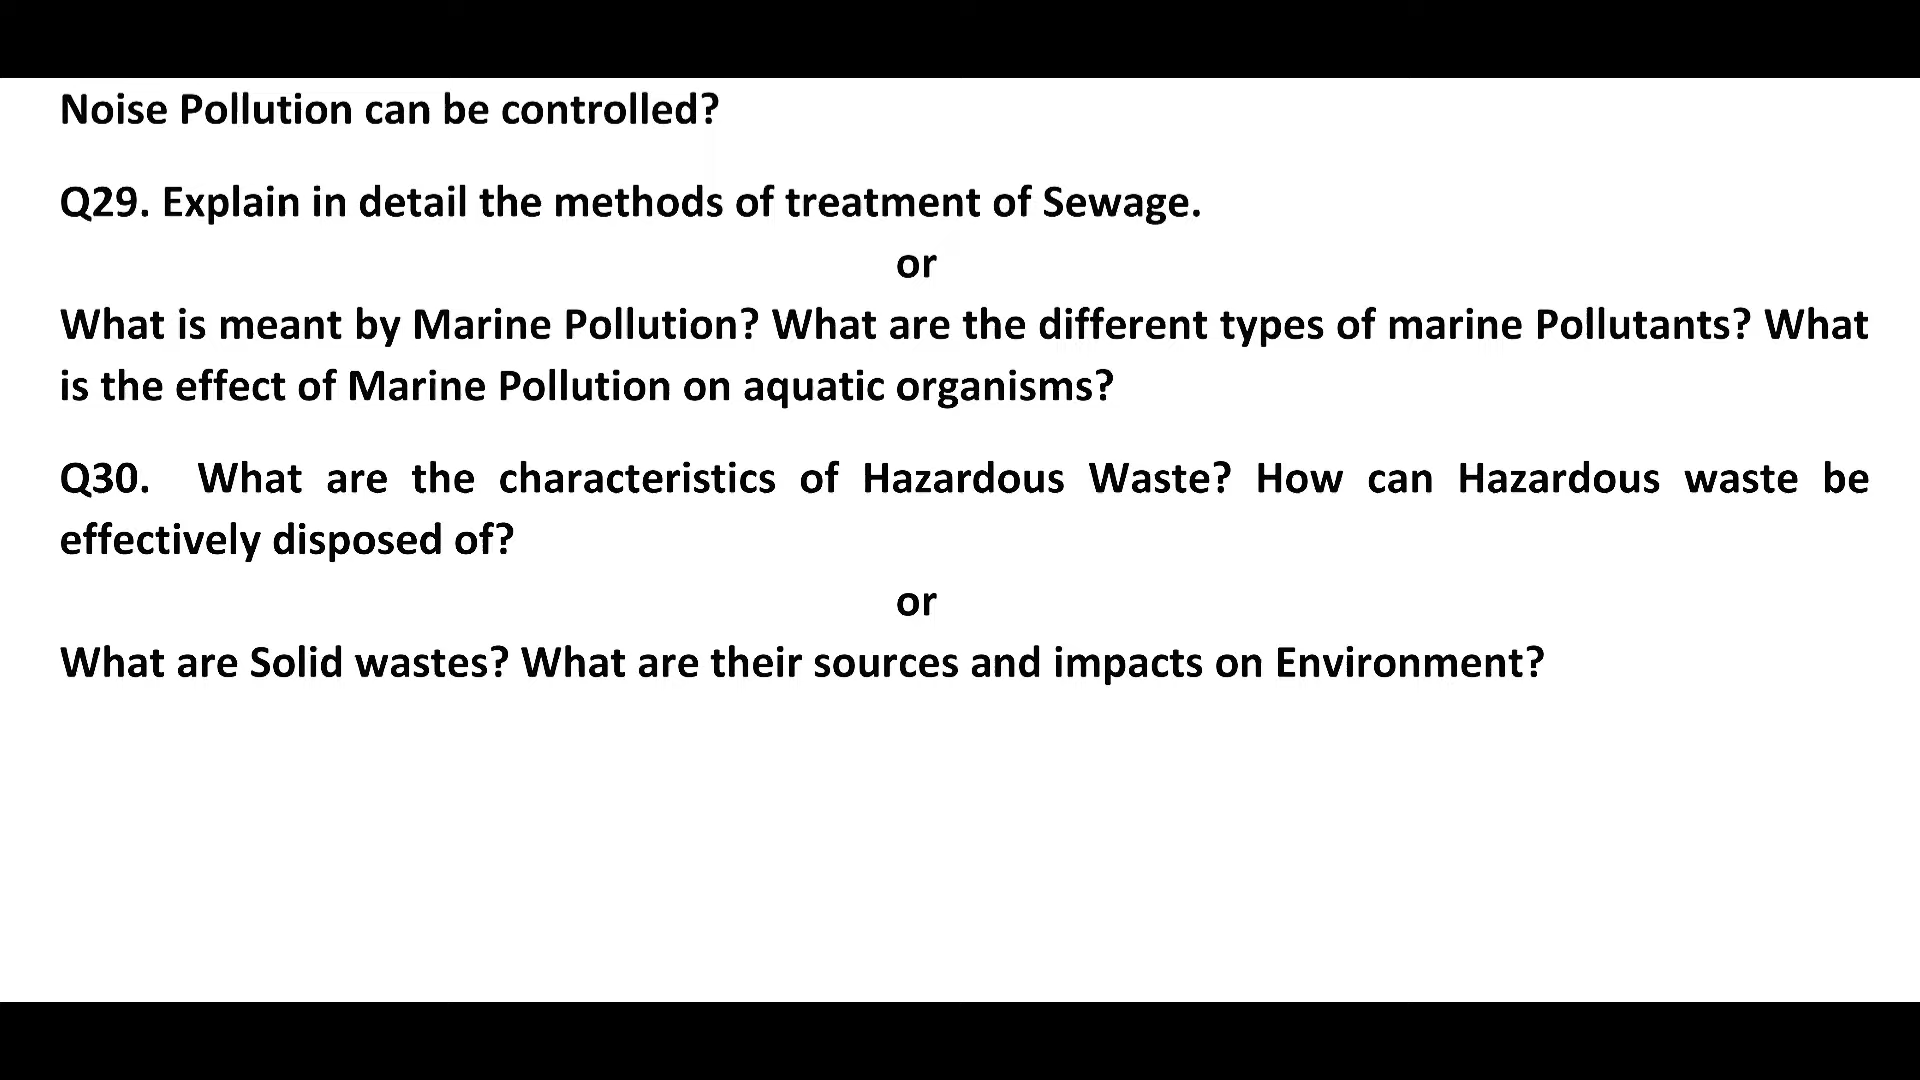 Noise Pollution can be controlled?
Q29. Explain in detail the methods of treatment of Sewage.
or
What is meant by Marine Pollution? What are the different types of marine Pollutants? What
is the effect of Marine Pollution on aquatic organisms?
Q30. What are the characteristics of Hazardous Waste? How can Hazardous waste be
effectively disposed of?
or
What are Solid wastes? What are their sources and impacts on Environment?